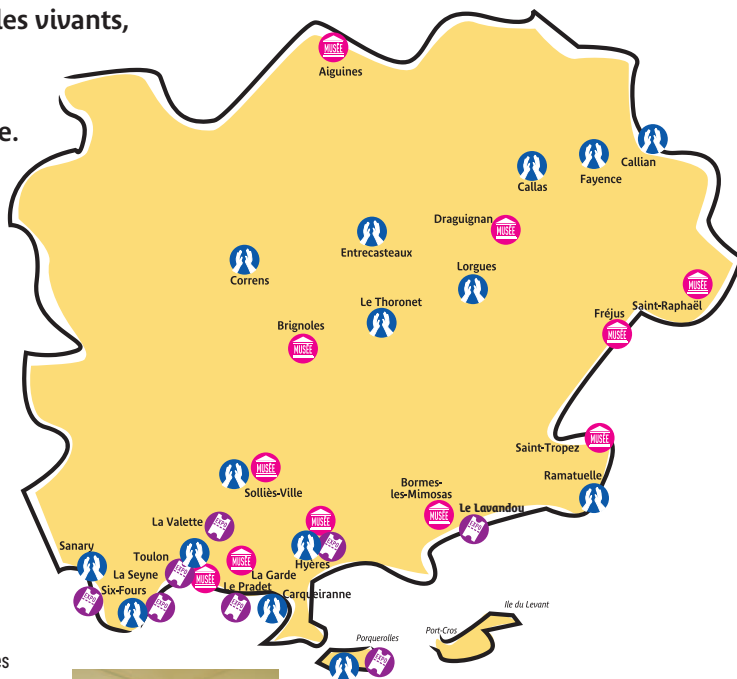 les vivants,
e.
MUSÉE
Aiguines
Callian
Fayence
Callas
Draguignan
MUSÉE
Entrecasteaux
Correns
Lorgues
Le Thoronet
Saint-Raphaël
MUSÉE
Fréjus
MUSÉE
Brignoles
MUSÉE
Saint-Tropez
MUSÉE
Ramatuelle
MUSÉE
Solliès-Ville
Bormes-
les-Mimosas
MUSÉE
Le Lavandou
EXPO
La Valette
EXPO
MUSÉE
Hyères
EXPO
Sanary
Toulon
EXPO
MUSÉE
La Seyne
MUSÉE
La Garde
Le Pradet
EXPO
Six-Fours
EXPO
EXPO
Carqueiranne
Ile du Levant
Port-Cros
Porquerolles
EXPO
es